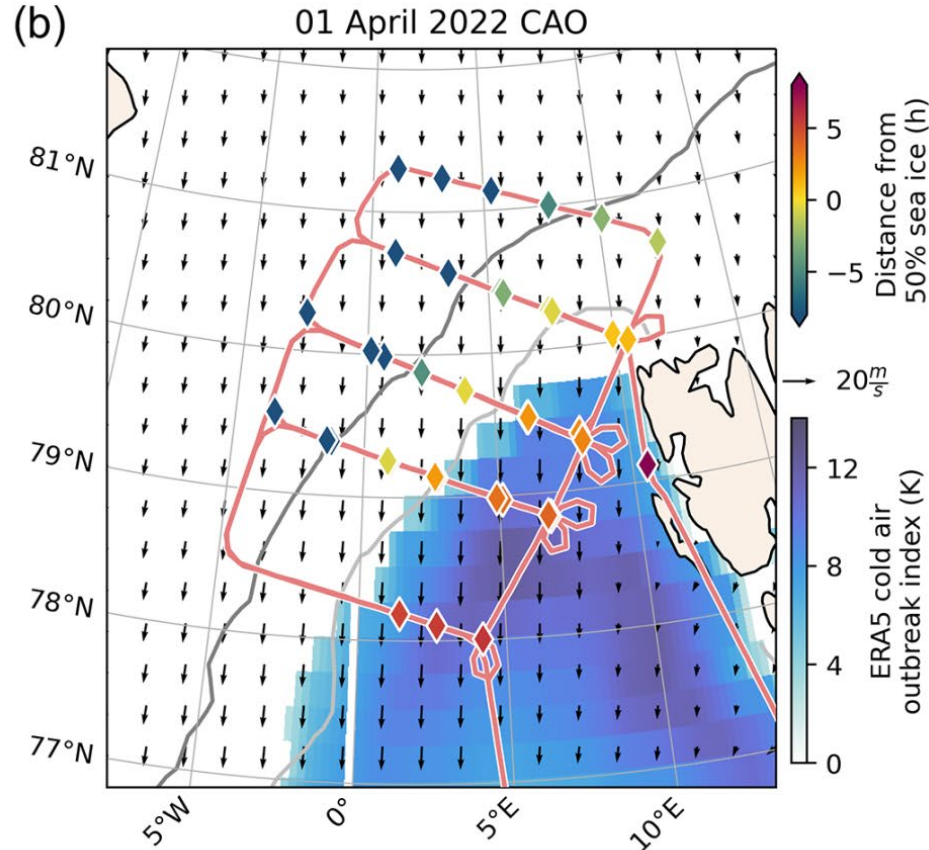 (b)
01 April 2022 CAO
81°N
80°N
79°N
78°N
77°N
5°W
0°
5°E
10°E
5
0
−5
Distance from
50% sea ice (h)
20 m/s
12
8
4
0
ERA5 cold air
outbreak index (K)